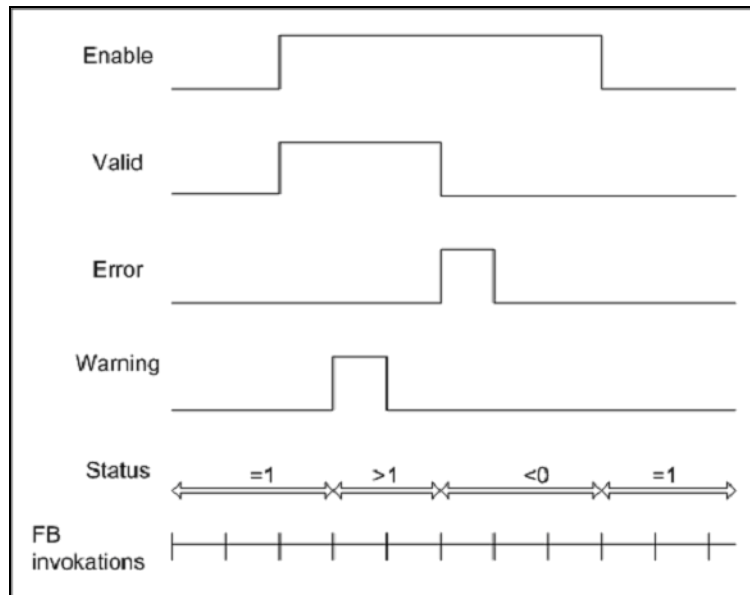 Enable
Valid
Error
Warning
Status =1 >1 <0 =1
FB
invokations